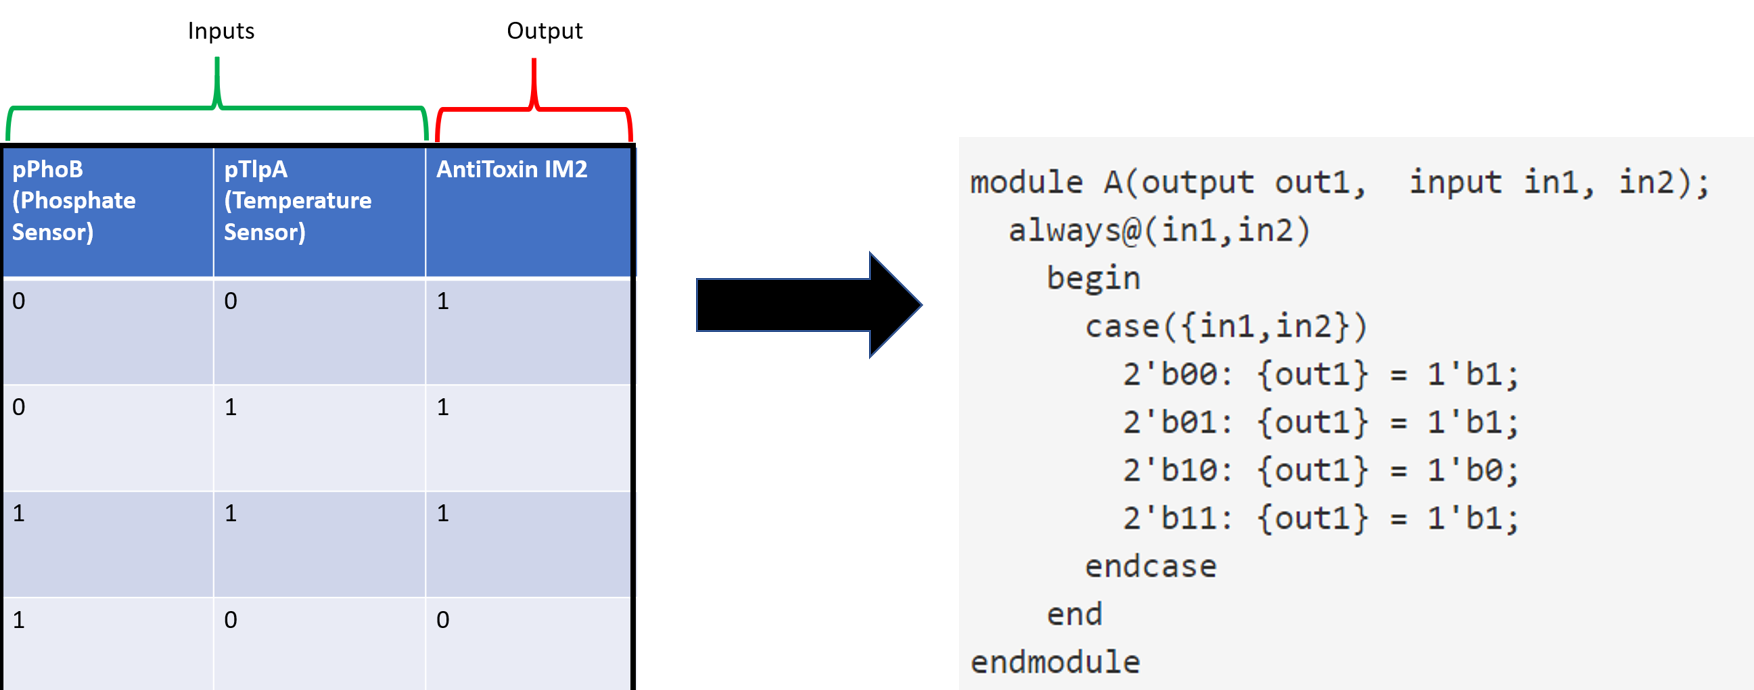 Inputs
Output
pPhoB
(Phosphate
Sensor)
pTlpA
(Temperature
Sensor)
AntiToxin IM2
0 0 1
0 1 1
1 1 1
1 0 0
module A(output out1,  input in1, in2);
  always@(in1,in2)
    begin
      case({in1,in2})
        2'b00: {out1} = 1'b1;
        2'b01: {out1} = 1'b1;
        2'b10: {out1} = 1'b0;
        2'b11: {out1} = 1'b1;
      endcase
    end
endmodule